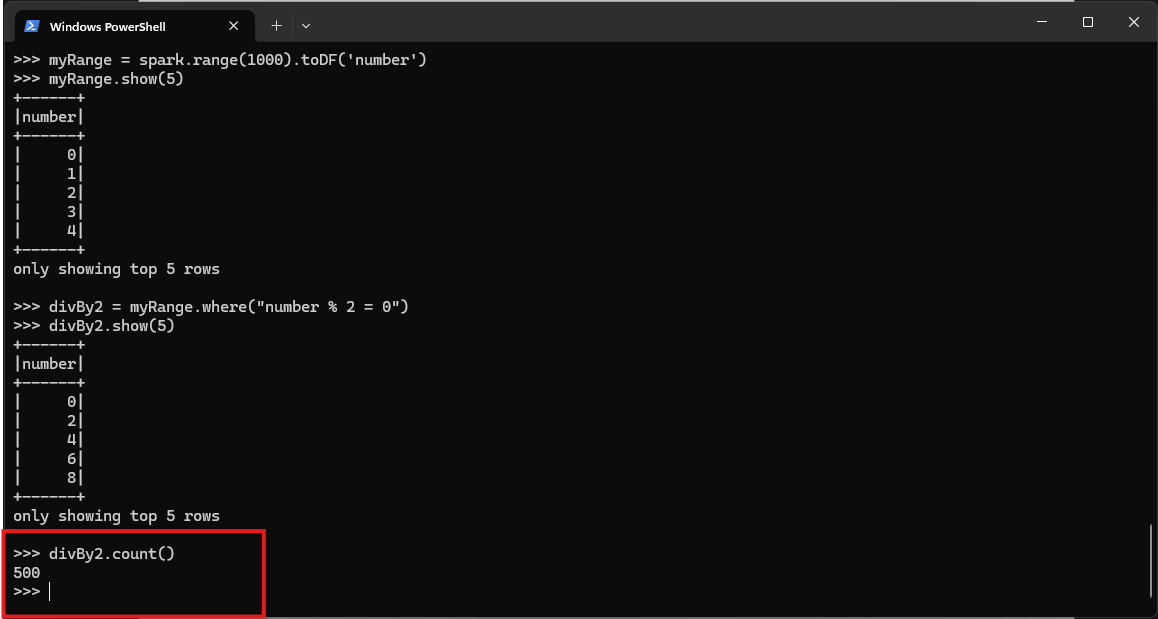 Windows PowerShell
>>> myRange = spark.range(1000).toDF('number')
>>> myRange.show(5)
+------+
|number|
+------+
|     0|
|     1|
|     2|
|     3|
|     4|
+------+
only showing top 5 rows
>>> divBy2 = myRange.where("number % 2 = 0")
>>> divBy2.show(5)
+------+
|number|
+------+
|     0|
|     2|
|     4|
|     6|
|     8|
+------+
only showing top 5 rows
>>> divBy2.count()
500
>>>